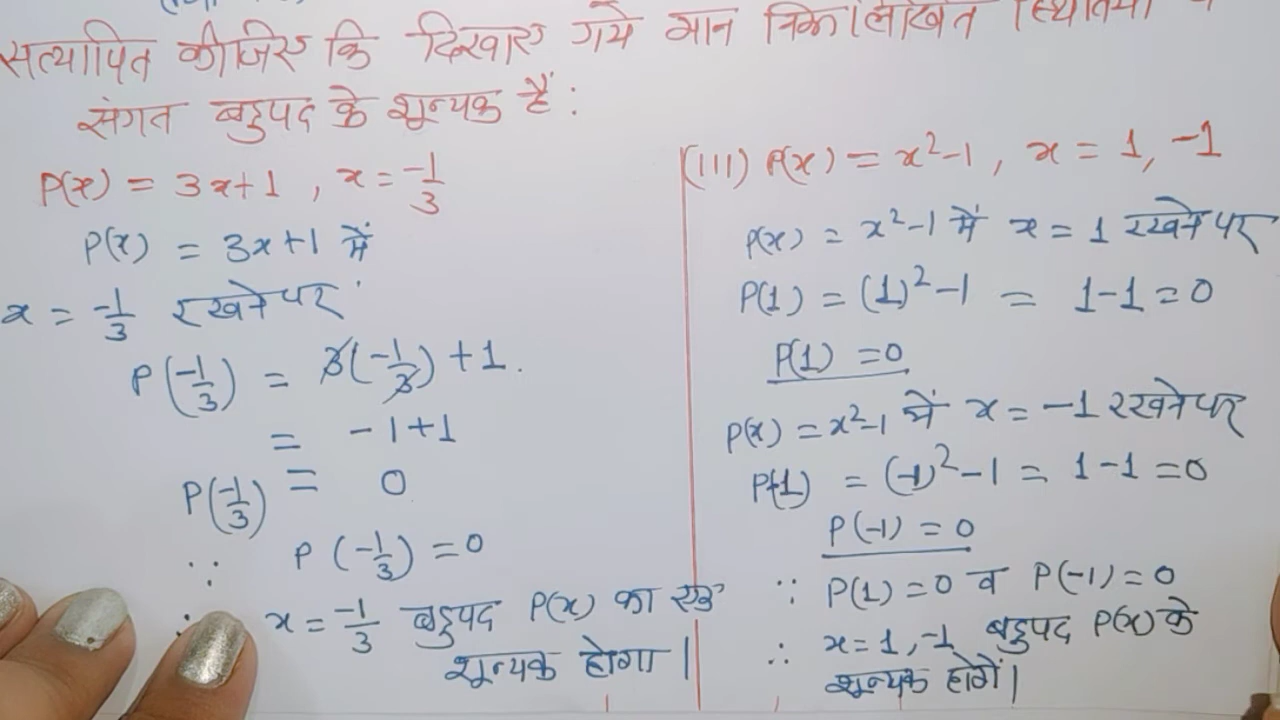 सत्यापित कीजिए कि दिखाए गये मान निम्नलिखित स्थितियों
संगत बहुपद के शून्यक हैं :
P(x) = 3x+1 , x = -1/3
P(x) = 3x+1 में
x = -1/3 रखने पर
P(-1/3) = 3(-1/3) + 1.
= -1+1
P(-1/3) = 0
∵ P(-1/3) = 0
∴ x = -1/3 बहुपद P(x) का एक
शून्यक होगा |
(iii) P(x) = x²-1 , x = 1, -1
P(x) = x²-1 में x = 1 रखने पर
P(1) = (1)²-1 = 1-1=0
P(1) =0
P(x) = x²-1 में x = -1 रखने पर
P(-1) = (-1)²-1 = 1-1=0
P(-1) = 0
∵ P(1) =0 व P(-1)=0
∴ x=1,-1 बहुपद P(x) के
शून्यक होगें |